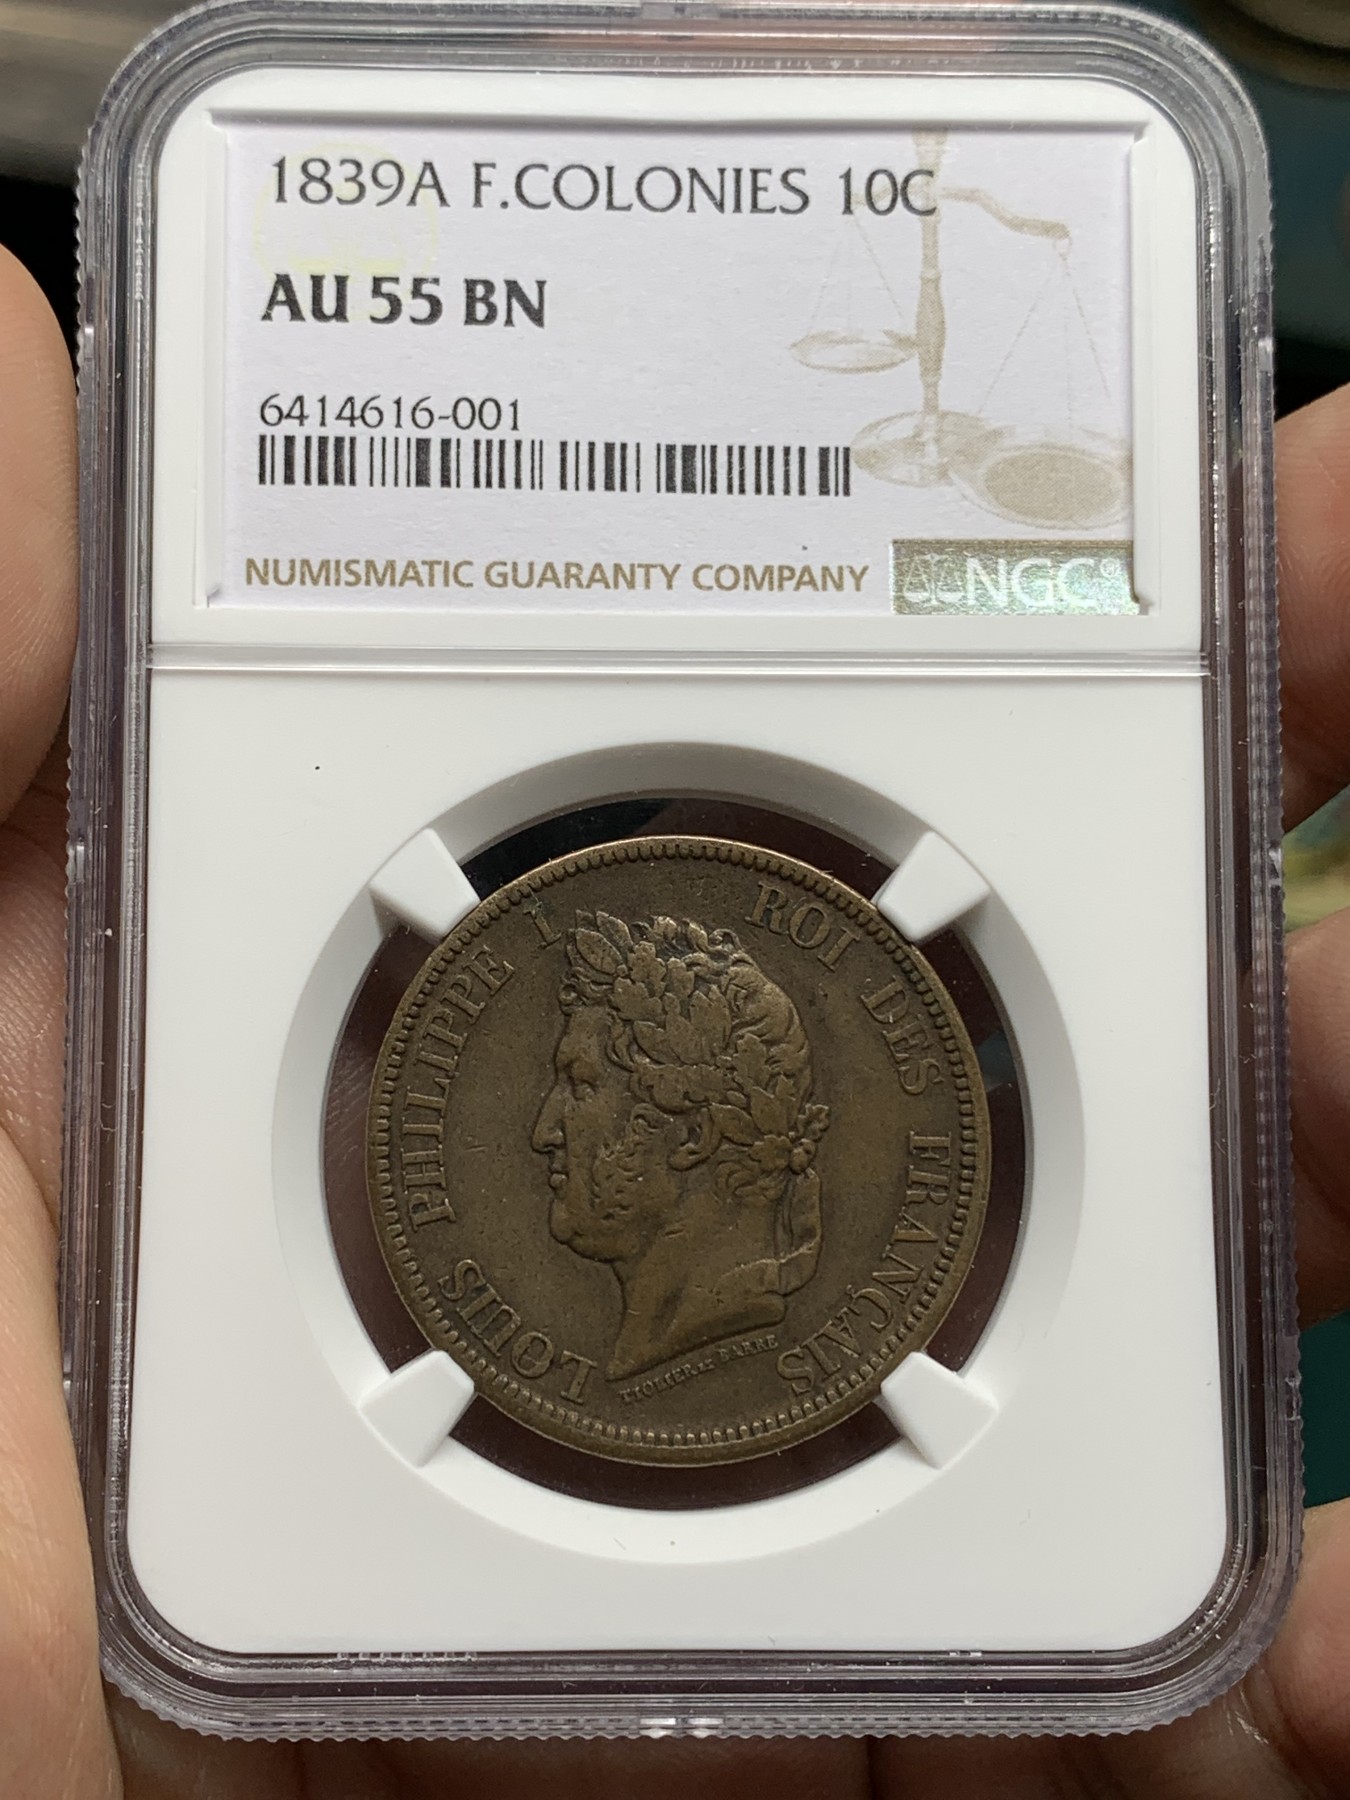 1839A F.COLONIES 10C
AU 55 BN
6414616-001
NUMISMATIC GUARANTY COMPANY
NGC®
LOUIS PHILIPPE I ROI DES FRANÇAIS
TIOLIER ET BARRE